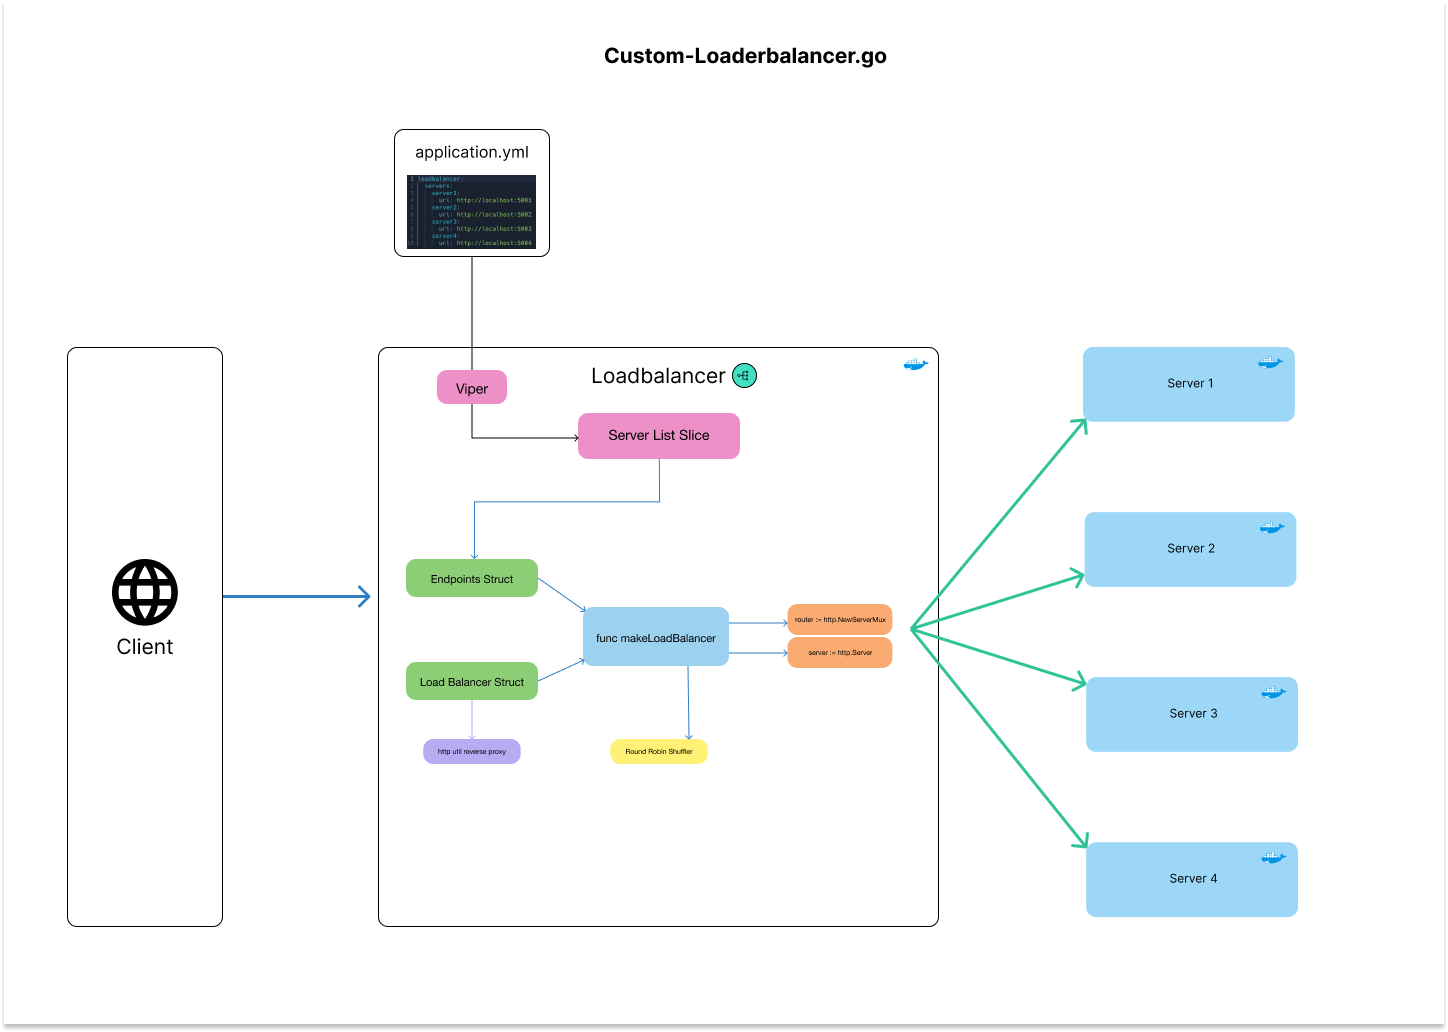 Custom-Loaderbalancer.go
application.yml
1 loadbalancer:
2 servers:
3 server1:
4 url: http://localhost:5001
5 server2:
6 url: http://localhost:5002
7 server3:
8 url: http://localhost:5003
9 server4:
10 url: http://localhost:5004
Client
Loadbalancer
Viper
Server List Slice
Endpoints Struct
Load Balancer Struct
http util reverse proxy
func makeLoadBalancer
Round Robin Shuffler
router := http.NewServerMux
server := http.Server
Server 1
Server 2
Server 3
Server 4